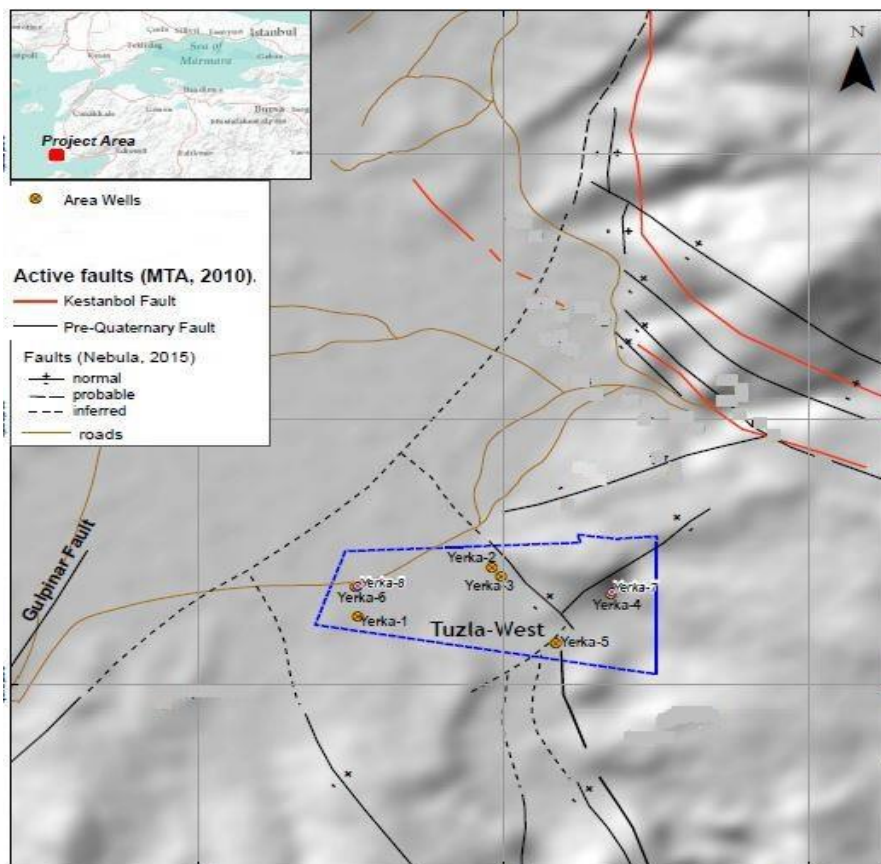 Istanbul
Sea of
Marmara
Project Area
N
Area Wells
Active faults (MTA, 2010).
Kestanbol Fault
Pre-Quaternary Fault
Faults (Nebula, 2015)
normal
probable
inferred
roads
Gulpinar Fault
Yerka-2
Yerka-3
Yerka-8
Yerka-6
Yerka-1
Yerka-7
Yerka-4
Tuzla-West
Yerka-5